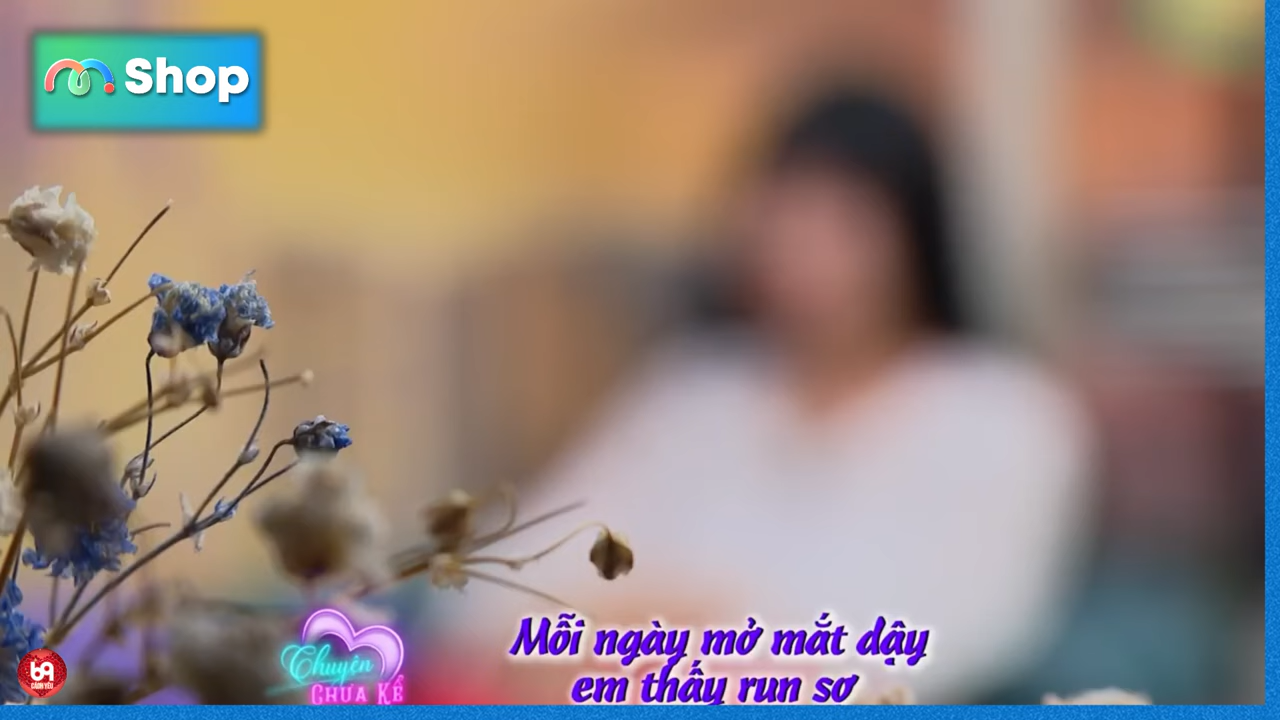 Shop
Mỗi ngày mở mắt dậy
em thấy run sợ
Chuyện
CHƯA KỂ